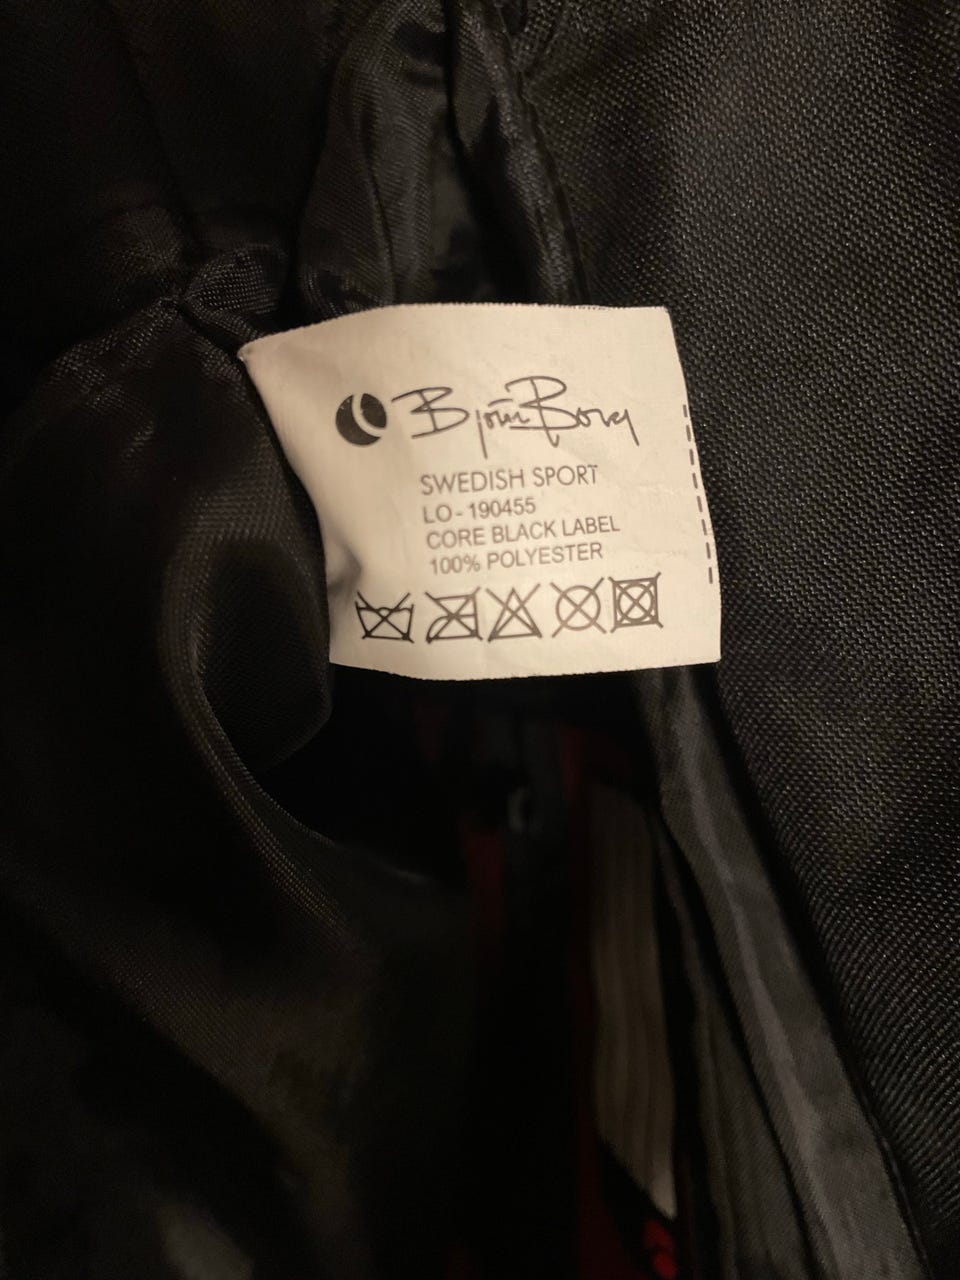 Björn Borg
SWEDISH SPORT
LO-190455
CORE BLACK LABEL
100% POLYESTER